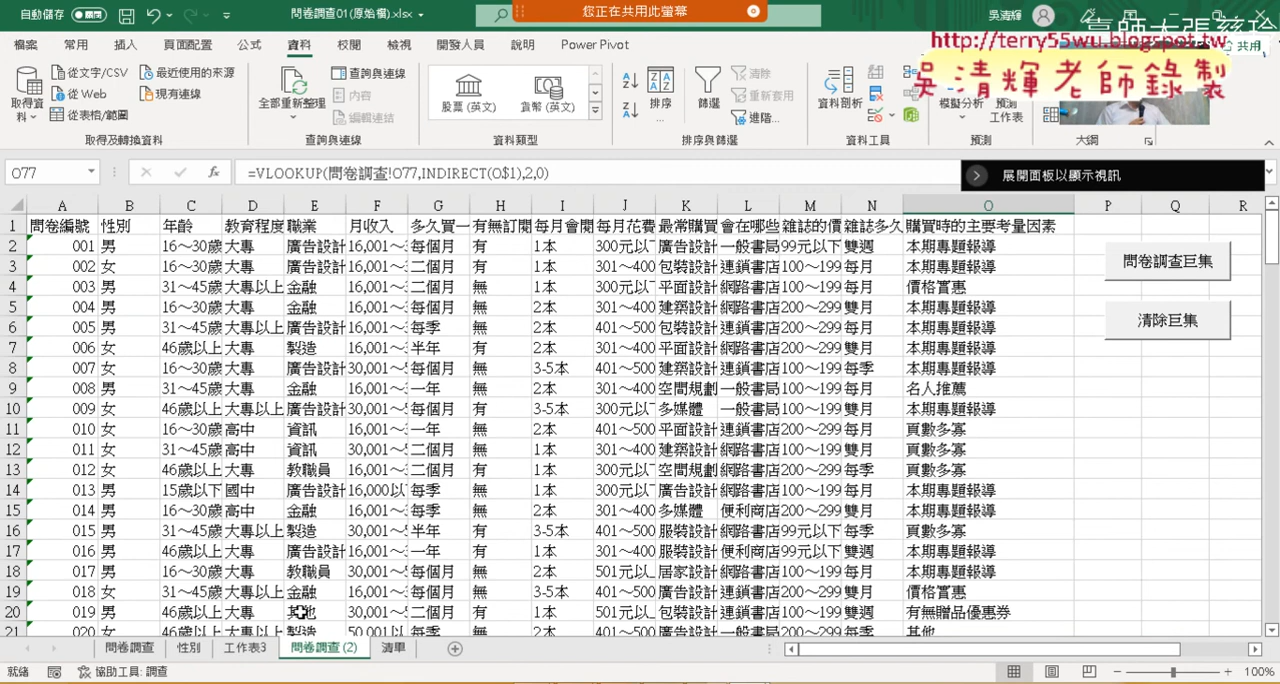 自動儲存 問卷調查01(原始檔).xlsx 您正在共用此螢幕 吳清輝
檔案 常用 插入 頁面配置 公式 資料 校閱 檢視 開發人員 說明 Power Pivot 共用
http://terry55wu.blogspot.tw
吳清輝老師錄製
取得資料 從文字/CSV 從 Web 從表格/範圍 最近使用的來源 現有連線
全部重新整理 查詢與連線 內容 編輯連結
股票 (英文) 貨幣 (英文) 排序 篩選 清除 重新套用 進階... 資料剖析 模擬分析 預測工作表
取得及轉換資料 查詢與連線 資料類型 排序與篩選 資料工具 預測 大綱
O77 fx =VLOOKUP(問卷調查!O77,INDIRECT(O$1),2,0) 展開面板以顯示視訊
A B C D E F G H I J K L M N O P Q R
1 問卷編號 性別 年齡 教育程度 職業 月收入 多久買一 有無訂閱 每月會閱 每月花費 最常購買 會在哪些 雜誌的價 雜誌多久 購買時的主要考量因素
2 001 男 16～30歲 大專 廣告設計 16,001～ 每個月 有 1本 300元以下 廣告設計 一般書局 99元以下 雙週 本期專題報導
3 002 女 16～30歲 大專 廣告設計 16,001～ 二個月 有 1本 301～400 包裝設計 連鎖書店 100～199 每月 本期專題報導
4 003 男 31～45歲 大專以上 金融 16,001～ 二個月 無 1本 300元以下 平面設計 網路書店 100～199 每月 價格實惠
5 004 男 16～30歲 大專 金融 16,001～ 每個月 無 2本 301～400 建築設計 網路書店 200～299 雙月 本期專題報導
6 005 男 31～45歲 大專以上 廣告設計 16,001～ 每季 無 2本 401～500 包裝設計 連鎖書店 200～299 雙月 本期專題報導
7 006 女 46歲以上 大專 製造 16,001～ 半年 有 2本 301～400 平面設計 網路書店 200～299 雙月 本期專題報導
8 007 男 16～30歲 大專以上 廣告設計 30,001～ 每個月 無 3-5本 401～500 建築設計 連鎖書店 200～299 每季 本期專題報導
9 008 男 31～45歲 大專 金融 16,001～ 一年 無 2本 301～400 空間規劃 一般書局 200～299 每月 名人推薦
10 009 女 46歲以上 大專以上 廣告設計 30,001～ 每個月 有 3-5本 300元以下 多媒體 一般書局 100～199 雙月 本期專題報導
11 010 女 16～30歲 高中 資訊 16,001～ 一年 無 2本 401～500 平面設計 連鎖書店 200～299 每月 頁數多寡
12 011 女 31～45歲 高中 資訊 30,001～ 二個月 無 1本 301～400 建築設計 連鎖書店 200～299 每月 頁數多寡
13 012 女 46歲以上 大專 教職員 16,001～ 二個月 有 1本 301～400 空間規劃 網路書店 200～299 每季 頁數多寡
14 013 男 15歲以下 國中 廣告設計 16,000以 每季 無 1本 300元以下 廣告設計 網路書店 100～199 每月 本期專題報導
15 014 男 16～30歲 高中 金融 16,001～ 二個月 無 1本 301～400 多媒體 便利商店 200～299 每月 本期專題報導
16 015 男 31～45歲 大專以上 製造 30,001～ 半年 有 3-5本 401～500 服裝設計 網路書店 99元以下 每季 頁數多寡
17 016 男 46歲以上 大專 廣告設計 30,001～ 一年 有 1本 301～400 服裝設計 便利商店 99元以下 雙週 本期專題報導
18 017 男 16～30歲 大專 教職員 30,001～ 每個月 無 2本 501元以 居家設計 網路書店 100～199 每月 本期專題報導
19 018 女 31～45歲 大專以上 金融 16,001～ 每個月 無 3-5本 401～500 廣告設計 網路書店 200～299 每月 價格實惠
20 019 男 46歲以上 大專 其他 30,001～ 二個月 有 1本 501元以 包裝設計 連鎖書店 100～199 雙週 有無贈品優惠券
21 020 女 46歲以上 大專以上 製造 50,001以 每季 無 2本 401～500 廣告設計 一般書局 200～299 雙月 其他
問卷調查巨集
清除巨集
問卷調查 性別 工作表3 問卷調查 (2) 清單
就緒 協助工具: 調查 100%